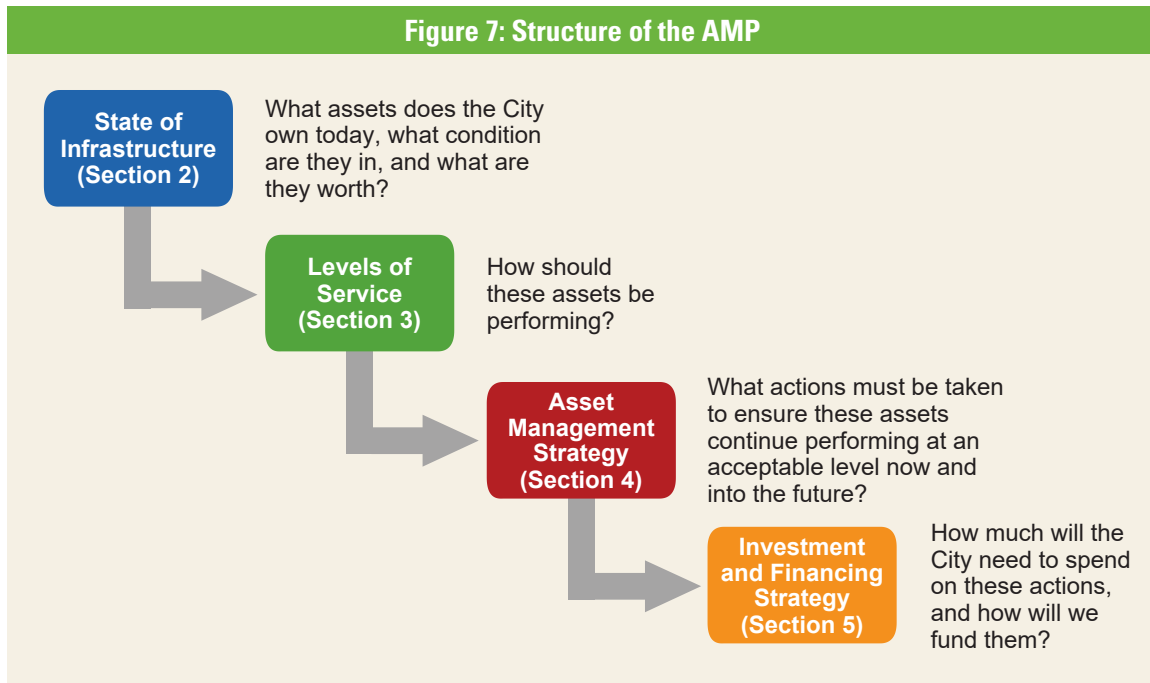 Figure 7: Structure of the AMP
State of
Infrastructure
(Section 2)
What assets does the City
own today, what condition
are they in, and what are
they worth?
Levels of
Service
(Section 3)
How should
these assets be
performing?
Asset
Management
Strategy
(Section 4)
What actions must be taken
to ensure these assets
continue performing at an
acceptable level now and
into the future?
Investment
and Financing
Strategy
(Section 5)
How much will the
City need to spend
on these actions,
and how will we
fund them?